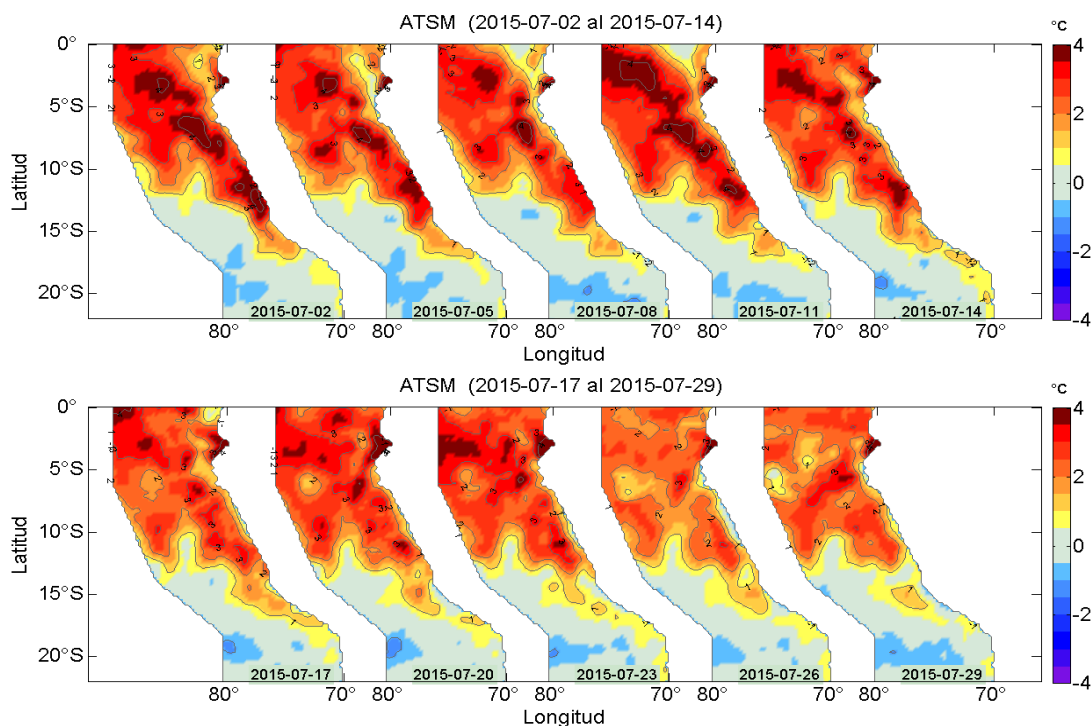 ATSM (2015-07-02 al 2015-07-14)
°C
0°
5°S
10°S
15°S
20°S
Latitud
4
2
0
-2
-4
2015-07-02 2015-07-05 2015-07-08 2015-07-11 2015-07-14
80° 70° 80° 70° 80° 70° 80° 70° 80° 70°
Longitud
ATSM (2015-07-17 al 2015-07-29)
°C
0°
5°S
10°S
15°S
20°S
Latitud
4
2
0
-2
-4
2015-07-17 2015-07-20 2015-07-23 2015-07-26 2015-07-29
80° 70° 80° 70° 80° 70° 80° 70° 80° 70°
Longitud